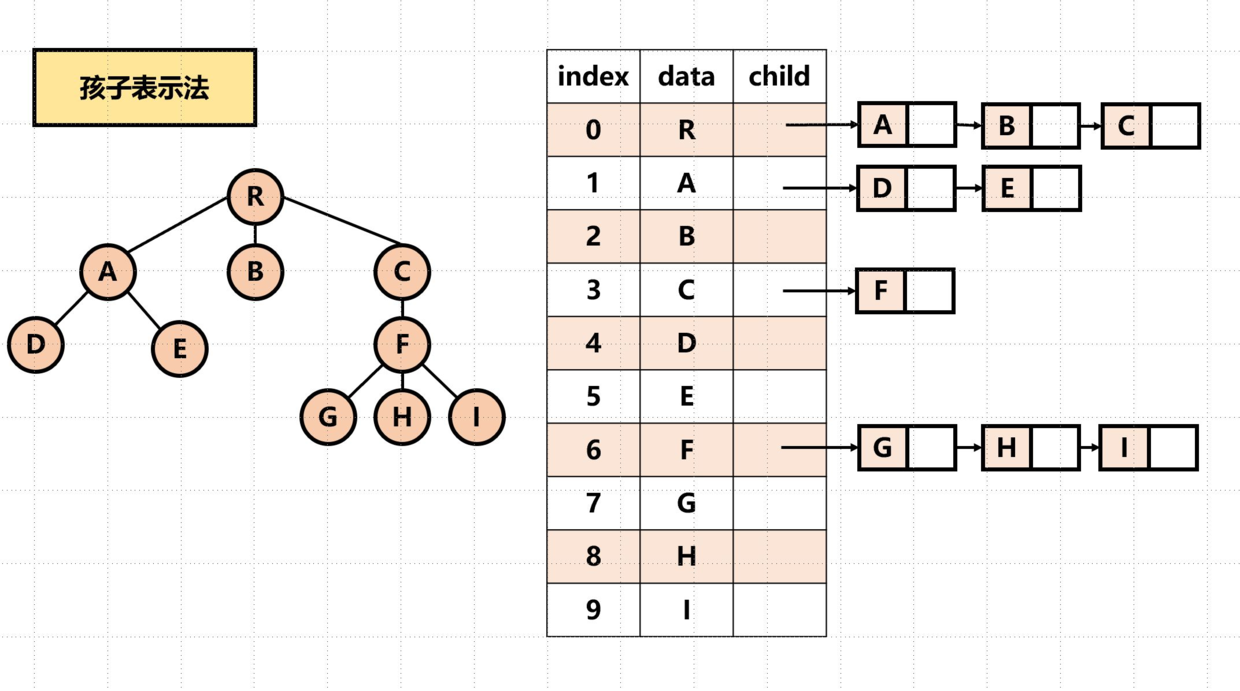 孩子表示法
R
A B C
D E F
G H I
index data child
0 R A B C
1 A D E
2 B
3 C F
4 D
5 E
6 F G H I
7 G
8 H
9 I